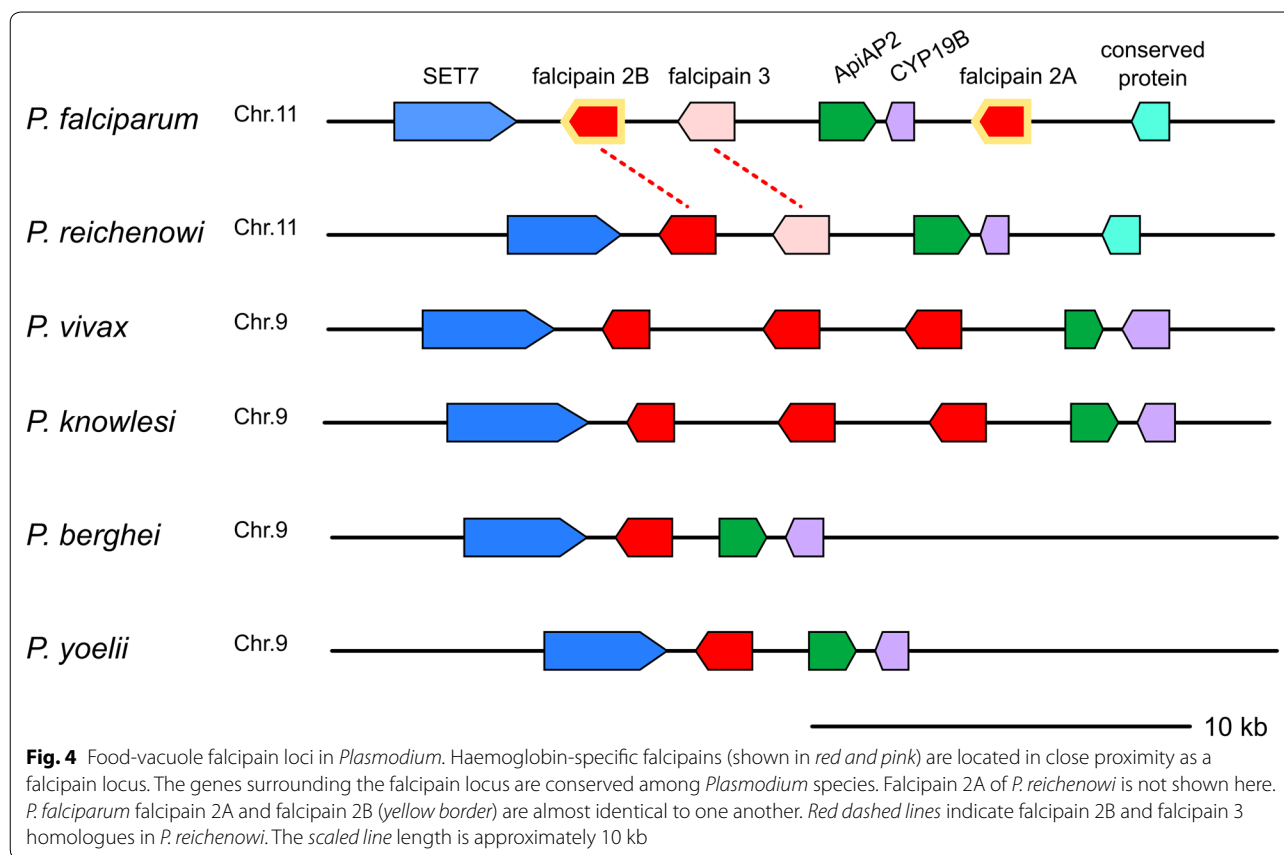 SET7 falcipain 2B falcipain 3 ApiAP2 CYP19B falcipain 2A conserved
protein
P. falciparum Chr.11
P. reichenowi Chr.11
P. vivax Chr.9
P. knowlesi Chr.9
P. berghei Chr.9
P. yoelii Chr.9
10 kb
Fig. 4 Food-vacuole falcipain loci in Plasmodium. Haemoglobin-specific falcipains (shown in red and pink) are located in close proximity as a
falcipain locus. The genes surrounding the falcipain locus are conserved among Plasmodium species. Falcipain 2A of P. reichenowi is not shown here.
P. falciparum falcipain 2A and falcipain 2B (yellow border) are almost identical to one another. Red dashed lines indicate falcipain 2B and falcipain 3
homologues in P. reichenowi. The scaled line length is approximately 10 kb